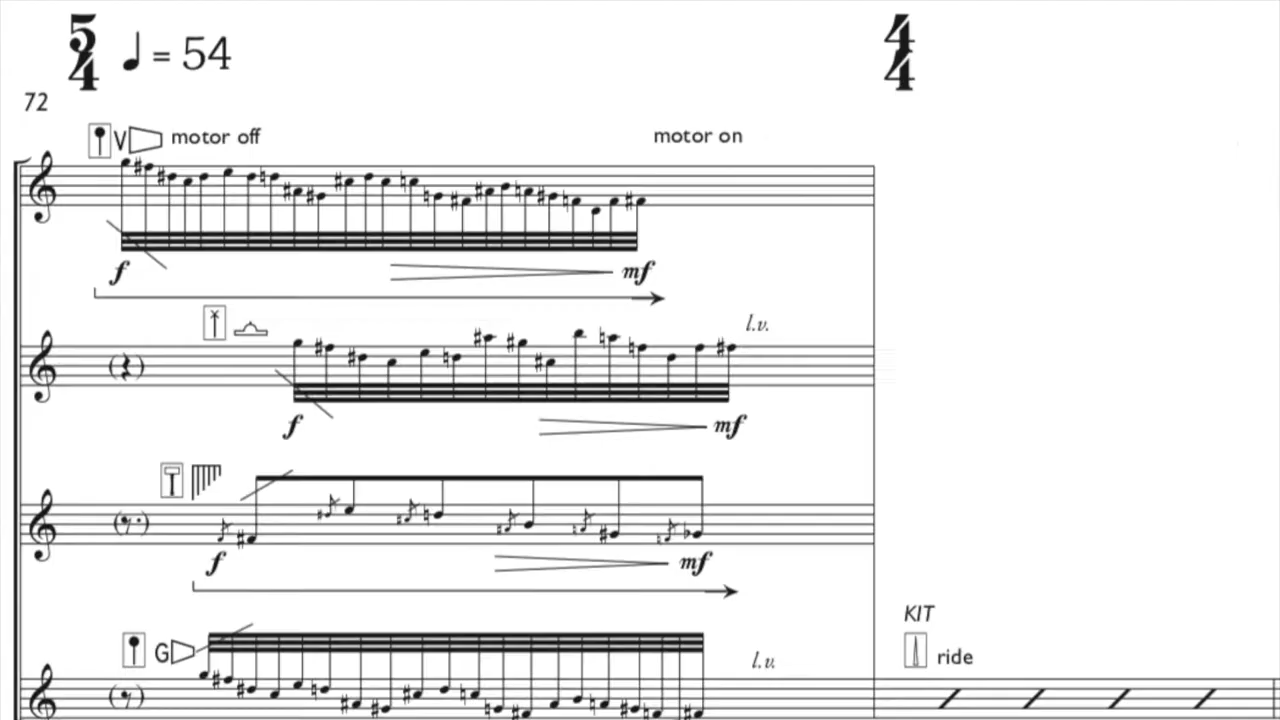 5/4 ♩ = 54 4/4
72
V motor off motor on
f mf
l.v.
f mf
f mf
KIT
G l.v. ride